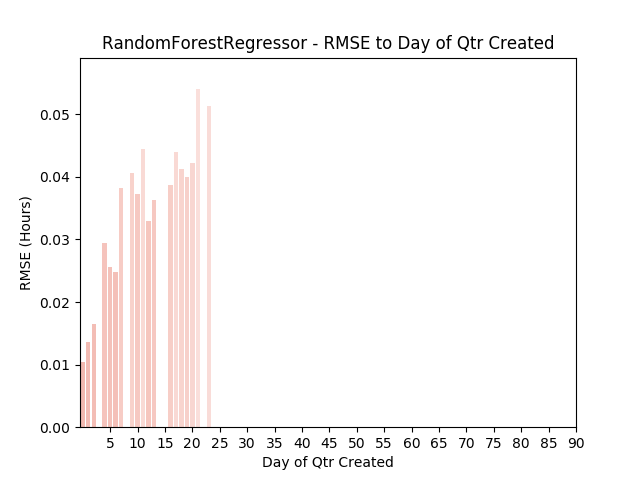 RandomForestRegressor - RMSE to Day of Qtr Created
RMSE (Hours)
0.05
0.04
0.03
0.02
0.01
0.00
5 10 15 20 25 30 35 40 45 50 55 60 65 70 75 80 85 90
Day of Qtr Created